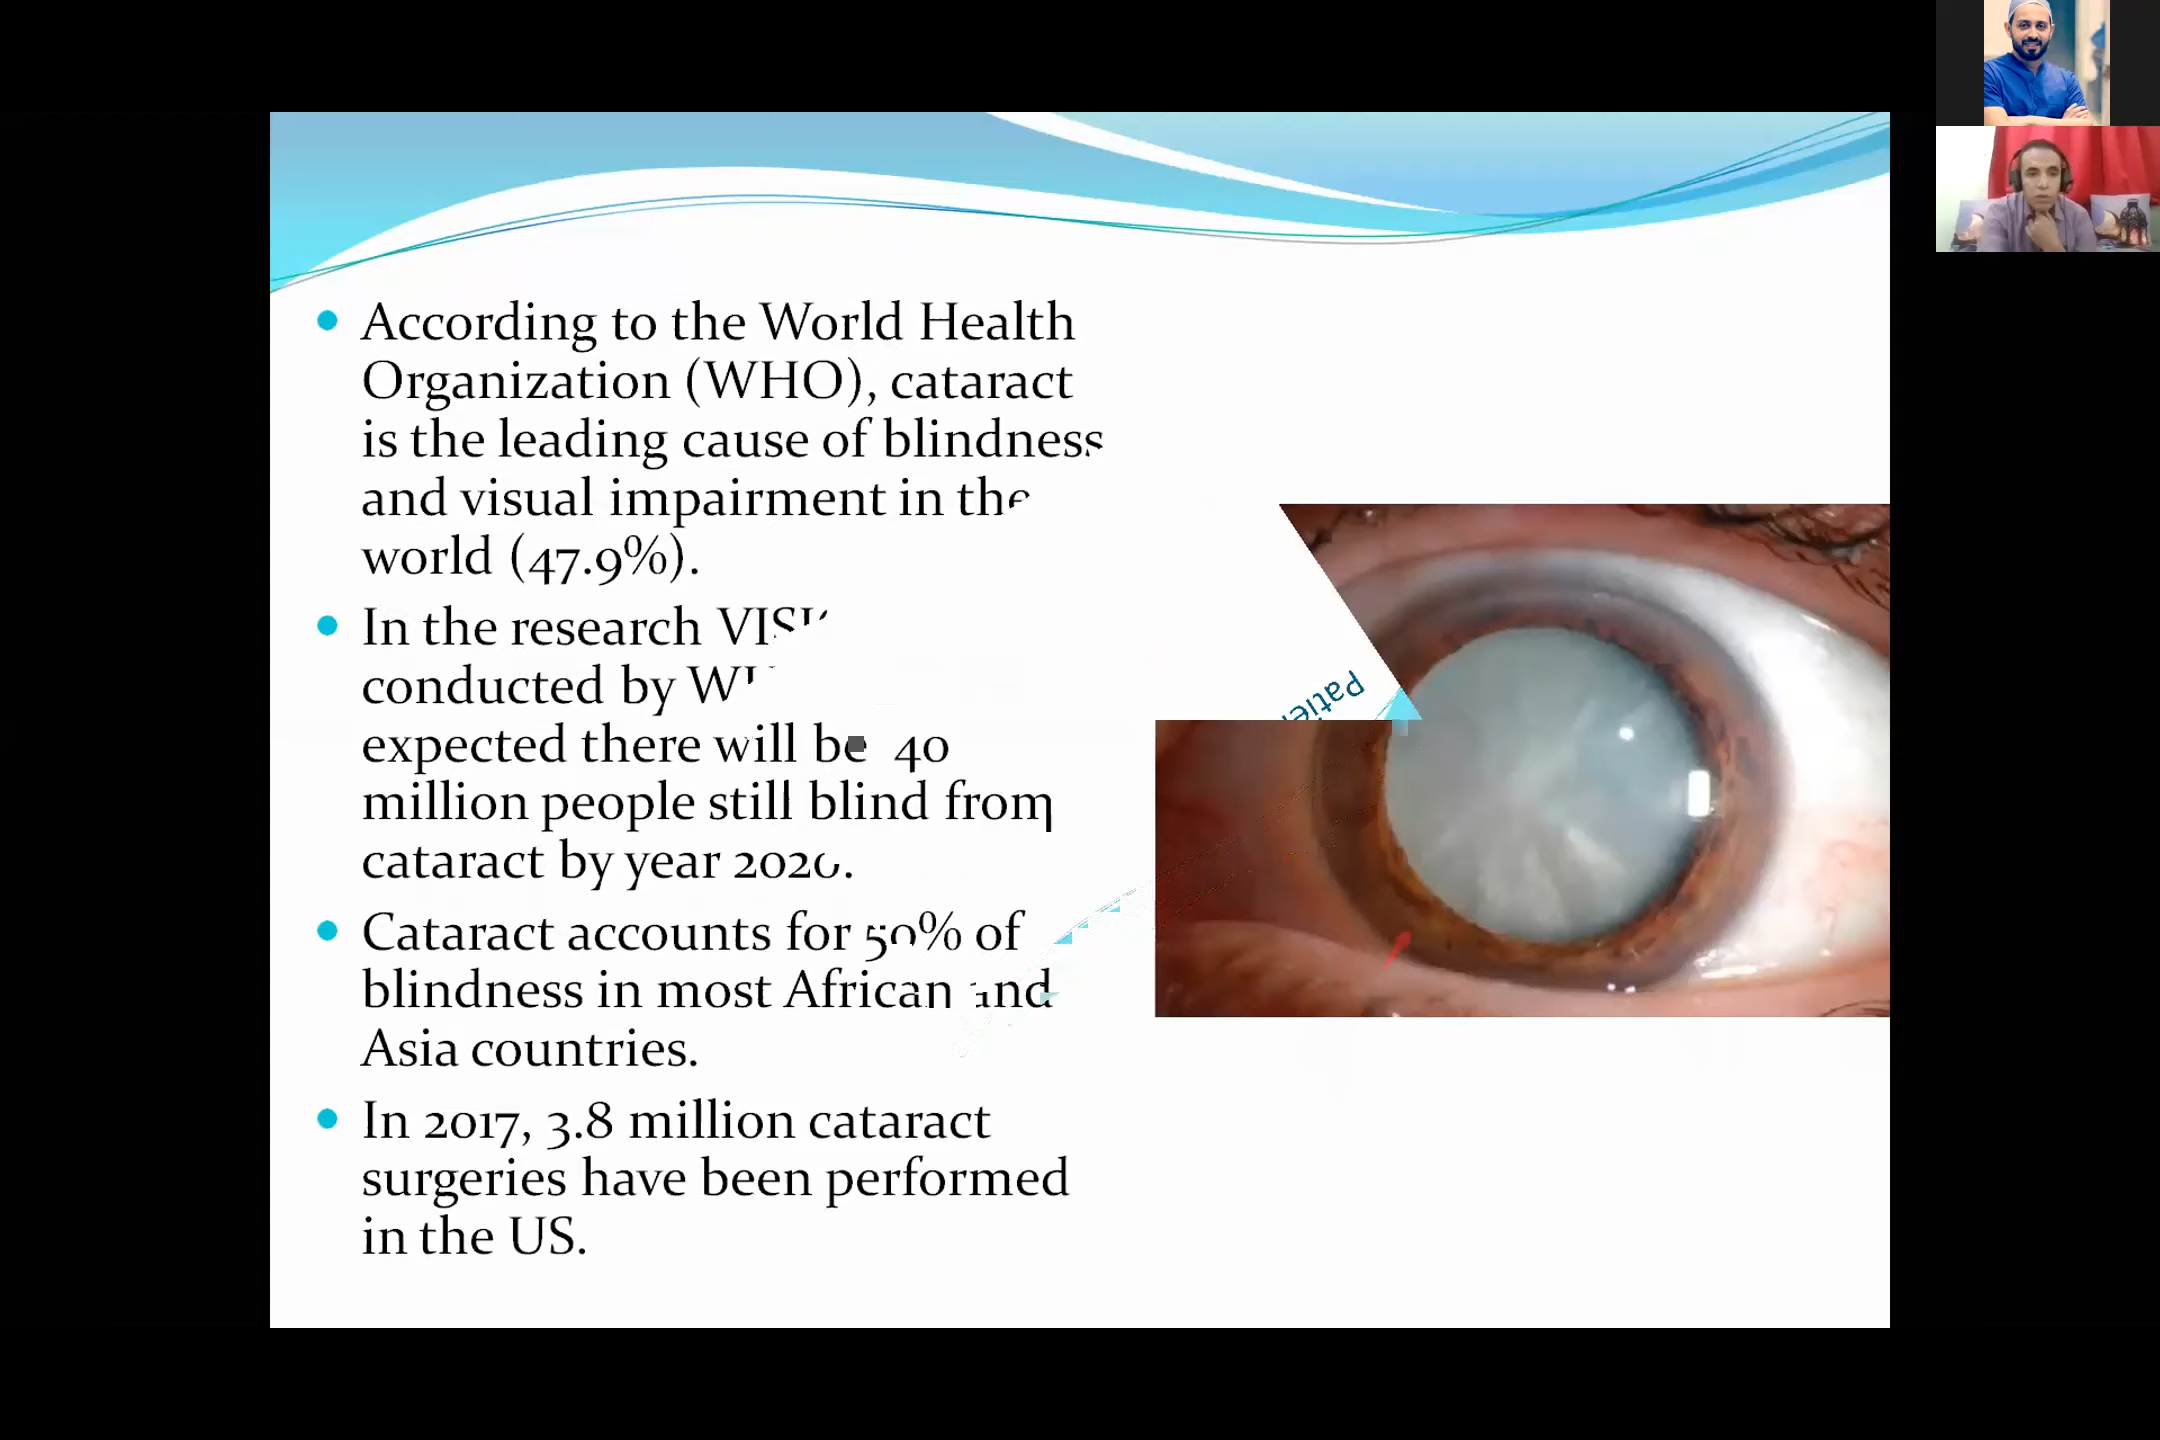 According to the World Health
Organization (WHO), cataract
is the leading cause of blindness
and visual impairment in the
world (47.9%).
In the research
conducted by
expected there will be 40
million people still blind from
cataract by year 2020.
Cataract accounts for 50% of
blindness in most African and
Asia countries.
In 2017, 3.8 million cataract
surgeries have been performed
in the US.